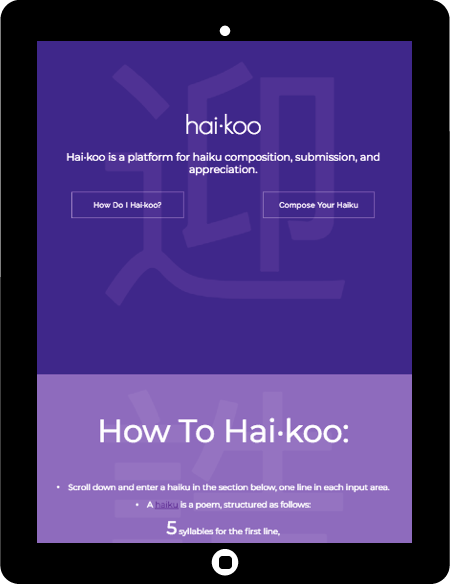 迎
hai·koo
Hai·koo is a platform for haiku composition, submission, and
appreciation.
How Do I Hai·koo?
Compose Your Haiku
How To Hai·koo:
• Scroll down and enter a haiku in the section below, one line in each input area.
• A haiku is a poem, structured as follows:
5 syllables for the first line,